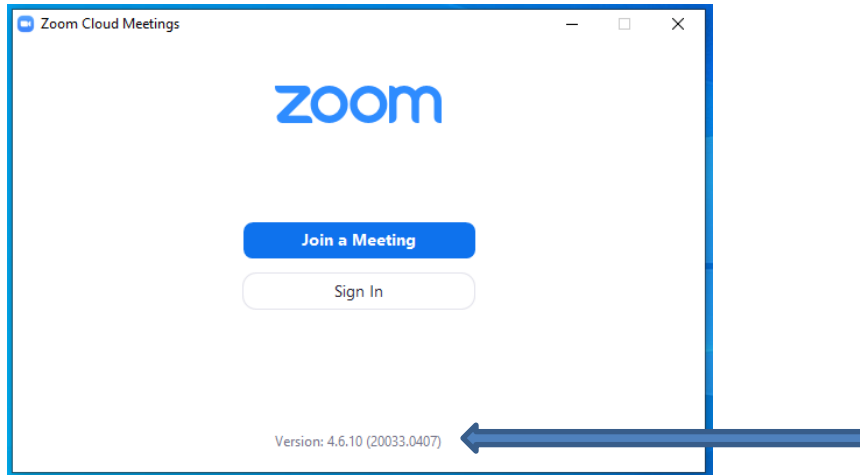 Zoom Cloud Meetings
zoom
Join a Meeting
Sign In
Version: 4.6.10 (20033.0407)